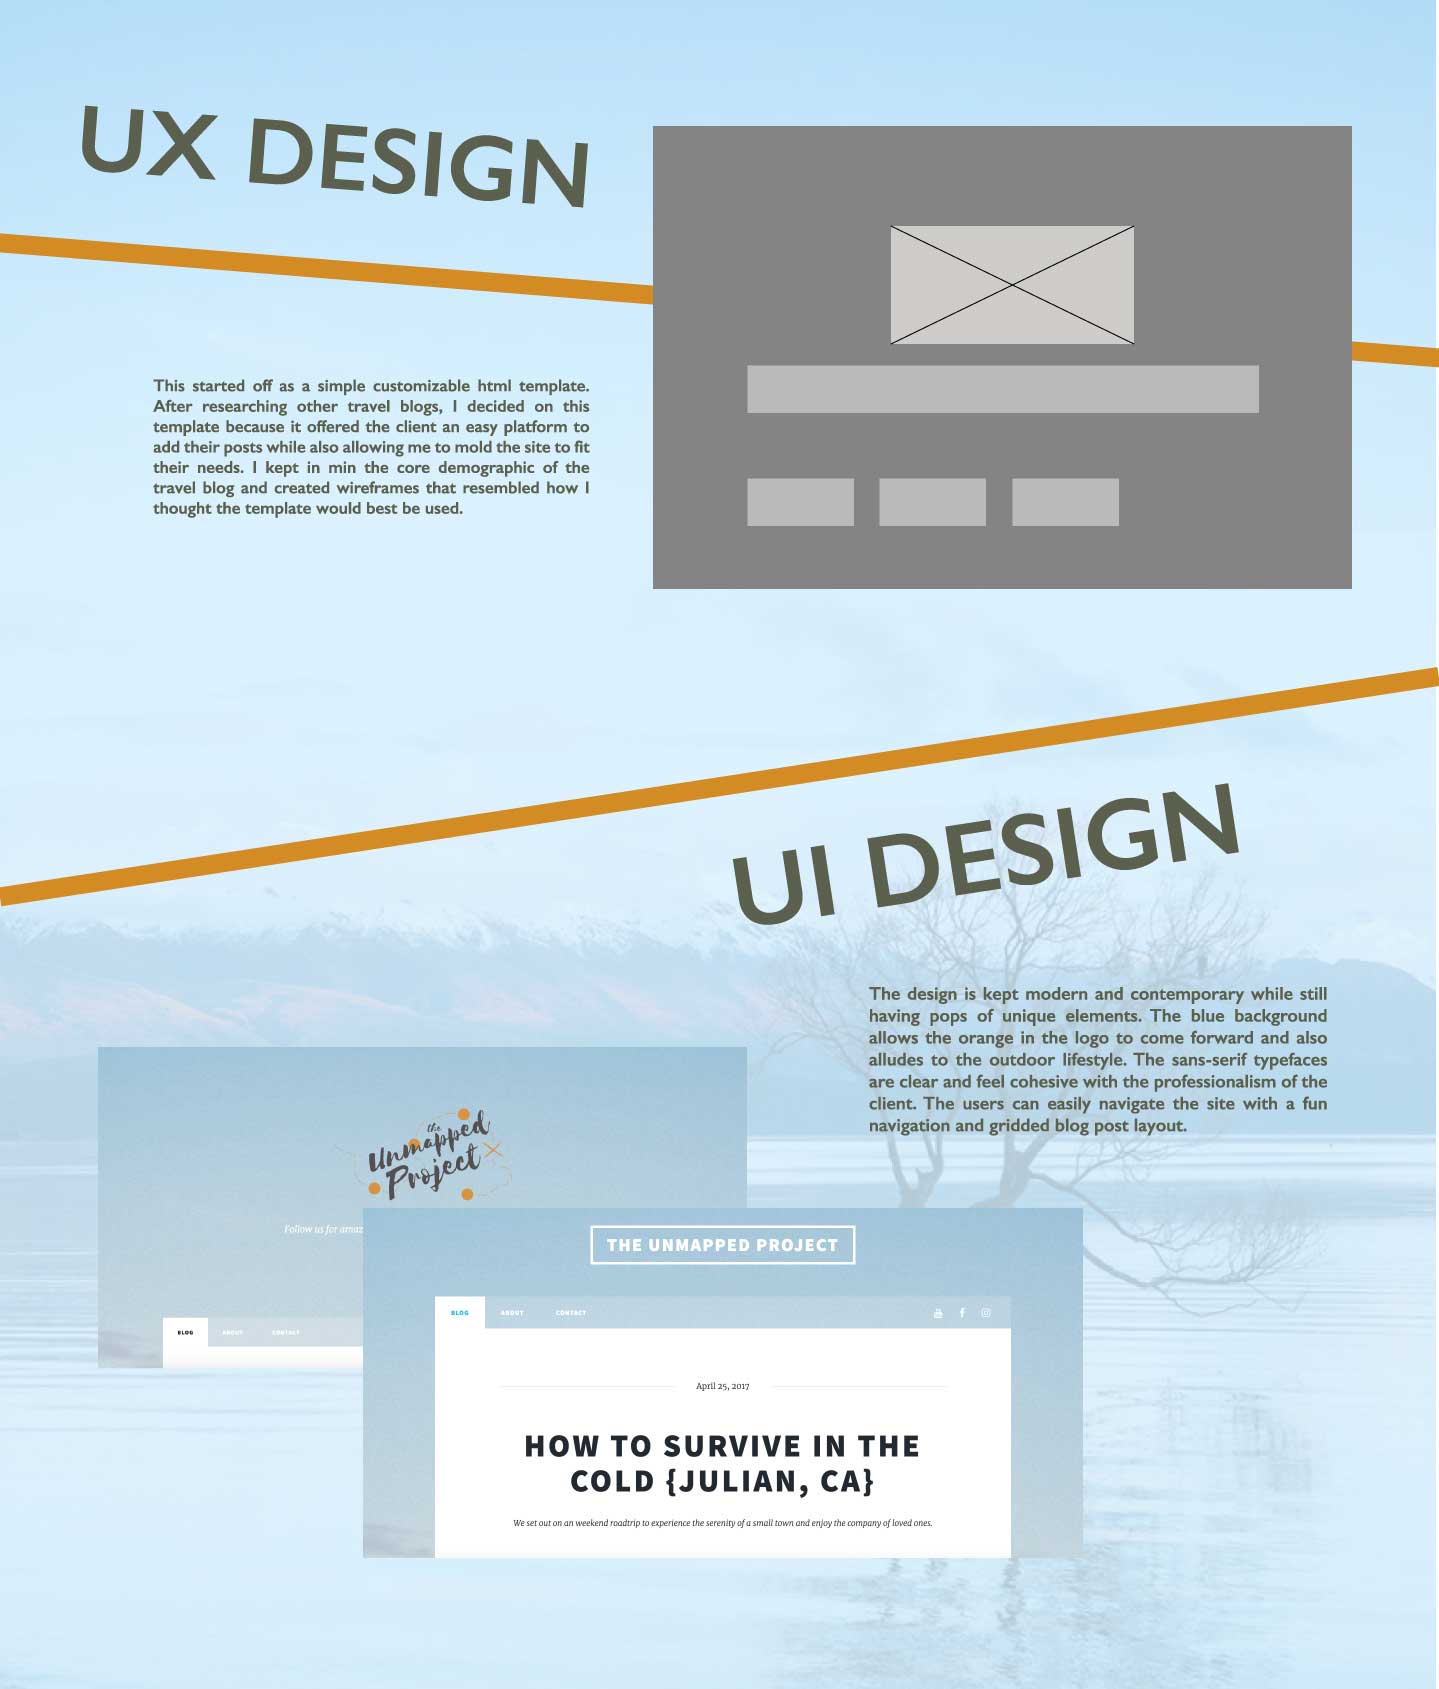 UX DESIGN
This started off as a simple customizable html template.
After researching other travel blogs, I decided on this
template because it offered the client an easy platform to
add their posts while also allowing me to mold the site to fit
their needs. I kept in min the core demographic of the
travel blog and created wireframes that resembled how I
thought the template would best be used.
UI DESIGN
The design is kept modern and contemporary while still
having pops of unique elements. The blue background
allows the orange in the logo to come forward and also
alludes to the outdoor lifestyle. The sans-serif typefaces
are clear and feel cohesive with the professionalism of the
client. The users can easily navigate the site with a fun
navigation and gridded blog post layout.
the
Unmapped
Project
Follow us for amaz
BLOG ABOUT CONTACT
THE UNMAPPED PROJECT
BLOG ABOUT CONTACT
April 25, 2017
HOW TO SURVIVE IN THE
COLD {JULIAN, CA}
We set out on an weekend roadtrip to experience the serenity of a small town and enjoy the company of loved ones.